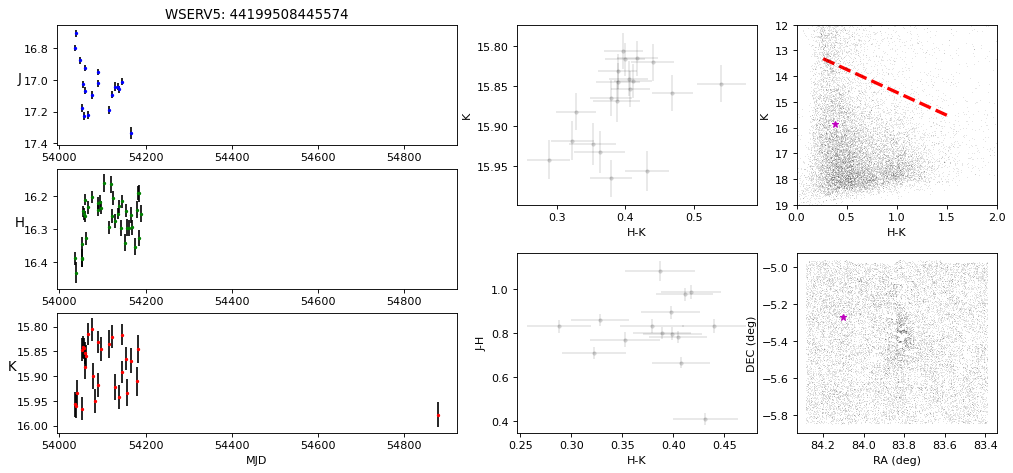 WSERV5: 44199508445574
J
16.8
17.0
17.2
17.4
54000 54200 54400 54600 54800
H
16.2
16.3
16.4
54000 54200 54400 54600 54800
K
15.80
15.85
15.90
15.95
16.00
54000 54200 54400 54600 54800
MJD
K
15.80
15.85
15.90
15.95
0.3 0.4 0.5
H-K
J-H
1.0
0.8
0.6
0.4
0.25 0.30 0.35 0.40 0.45
H-K
K
12
13
14
15
16
17
18
19
0.0 0.5 1.0 1.5 2.0
H-K
DEC (deg)
−5.0
−5.2
−5.4
−5.6
−5.8
84.2 84.0 83.8 83.6 83.4
RA (deg)